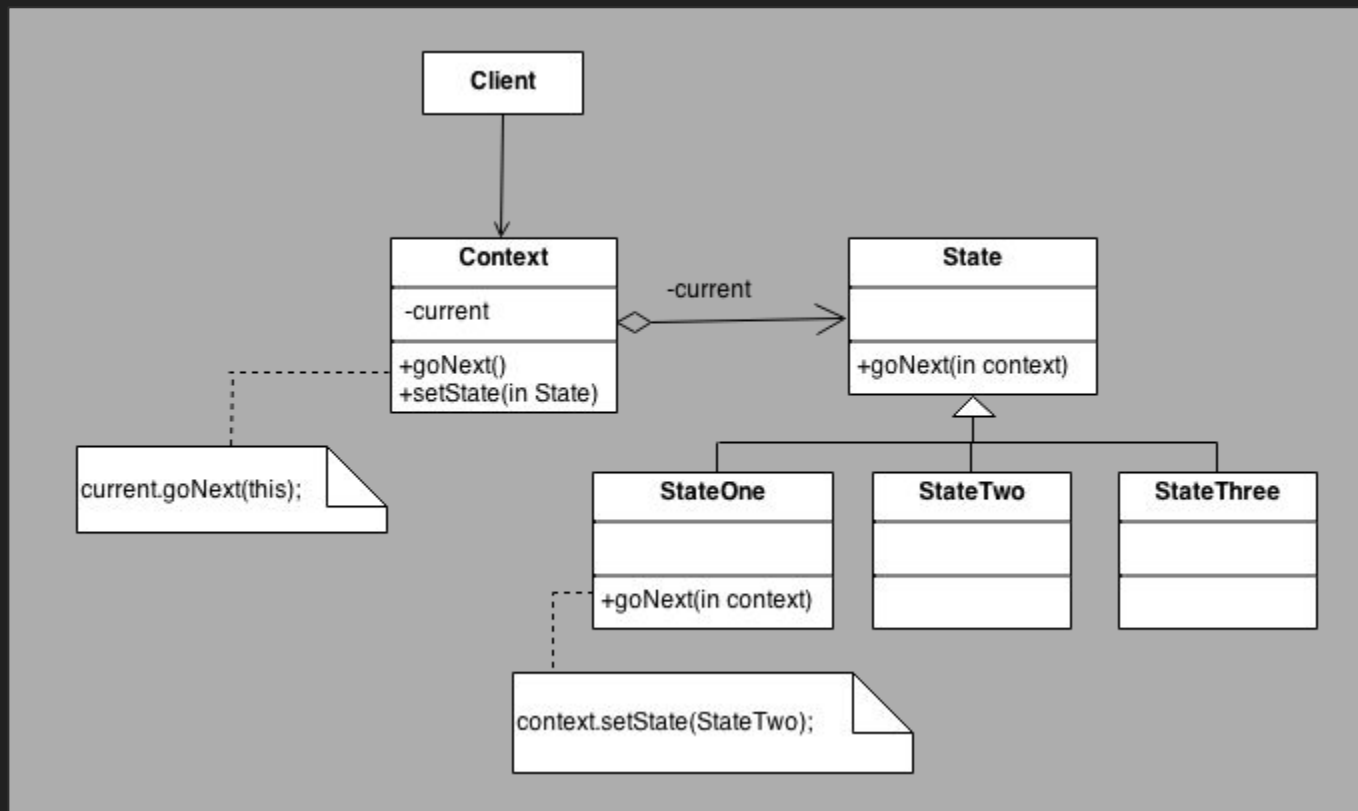 Client
Context
-current
+goNext()
+setState(in State)
-current
State
+goNext(in context)
current.goNext(this);
StateOne
+goNext(in context)
StateTwo
StateThree
context.setState(StateTwo);